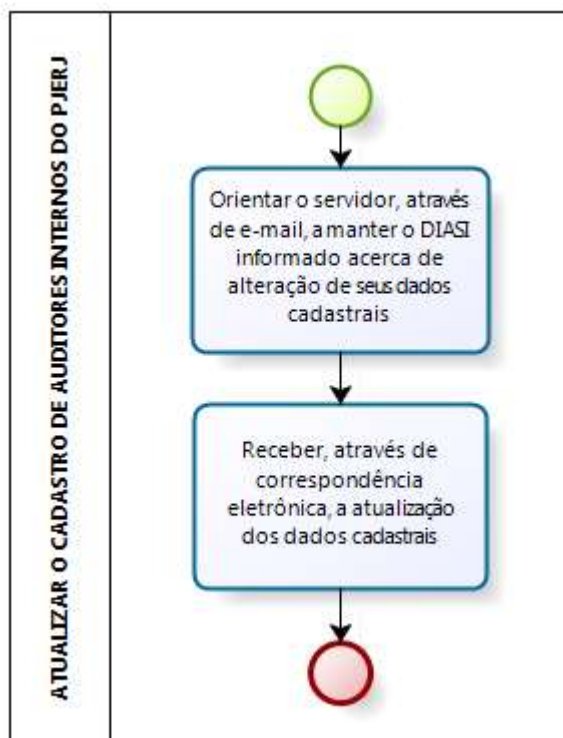 ATUALIZAR O CADASTRO DE AUDITORES INTERNOS DO PJERJ
Orientar o servidor, através
de e-mail, a manter o DIASI
informado acerca de
alteração de seus dados
cadastrais
Receber, através de
correspondência
eletrônica, a atualização
dos dados cadastrais